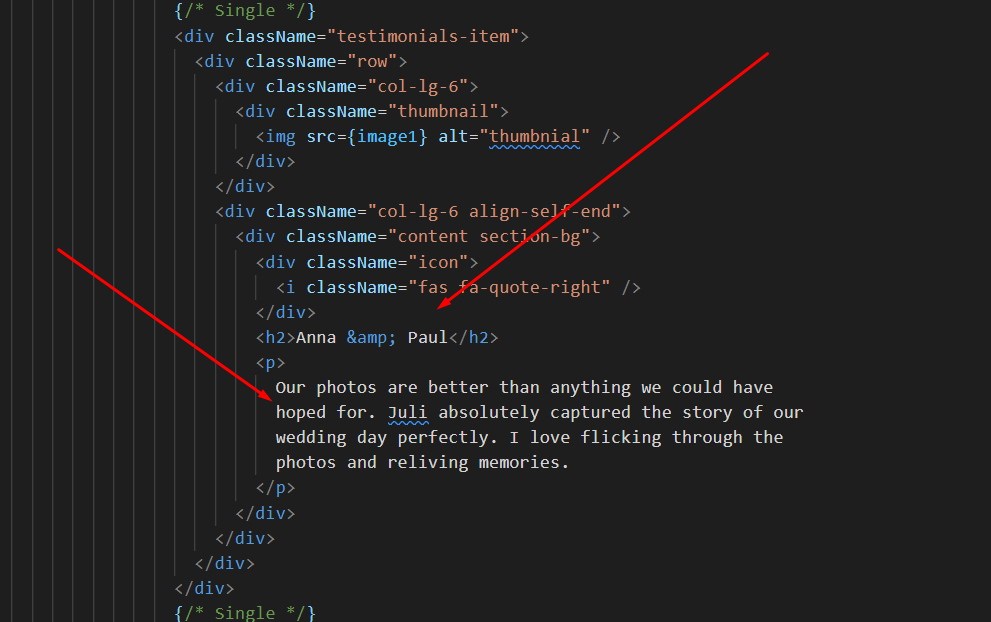 {/* Single */}
<div className="testimonials-item">
<div className="row">
<div className="col-lg-6">
<div className="thumbnail">
<img src={image1} alt="thumbnial" />
</div>
</div>
<div className="col-lg-6 align-self-end">
<div className="content section-bg">
<div className="icon">
<i className="fas fa-quote-right" />
</div>
<h2>Anna &amp; Paul</h2>
<p>
Our photos are better than anything we could have
hoped for. Juli absolutely captured the story of our
wedding day perfectly. I love flicking through the
photos and reliving memories.
</p>
</div>
</div>
</div>
</div>
{/* Single */}